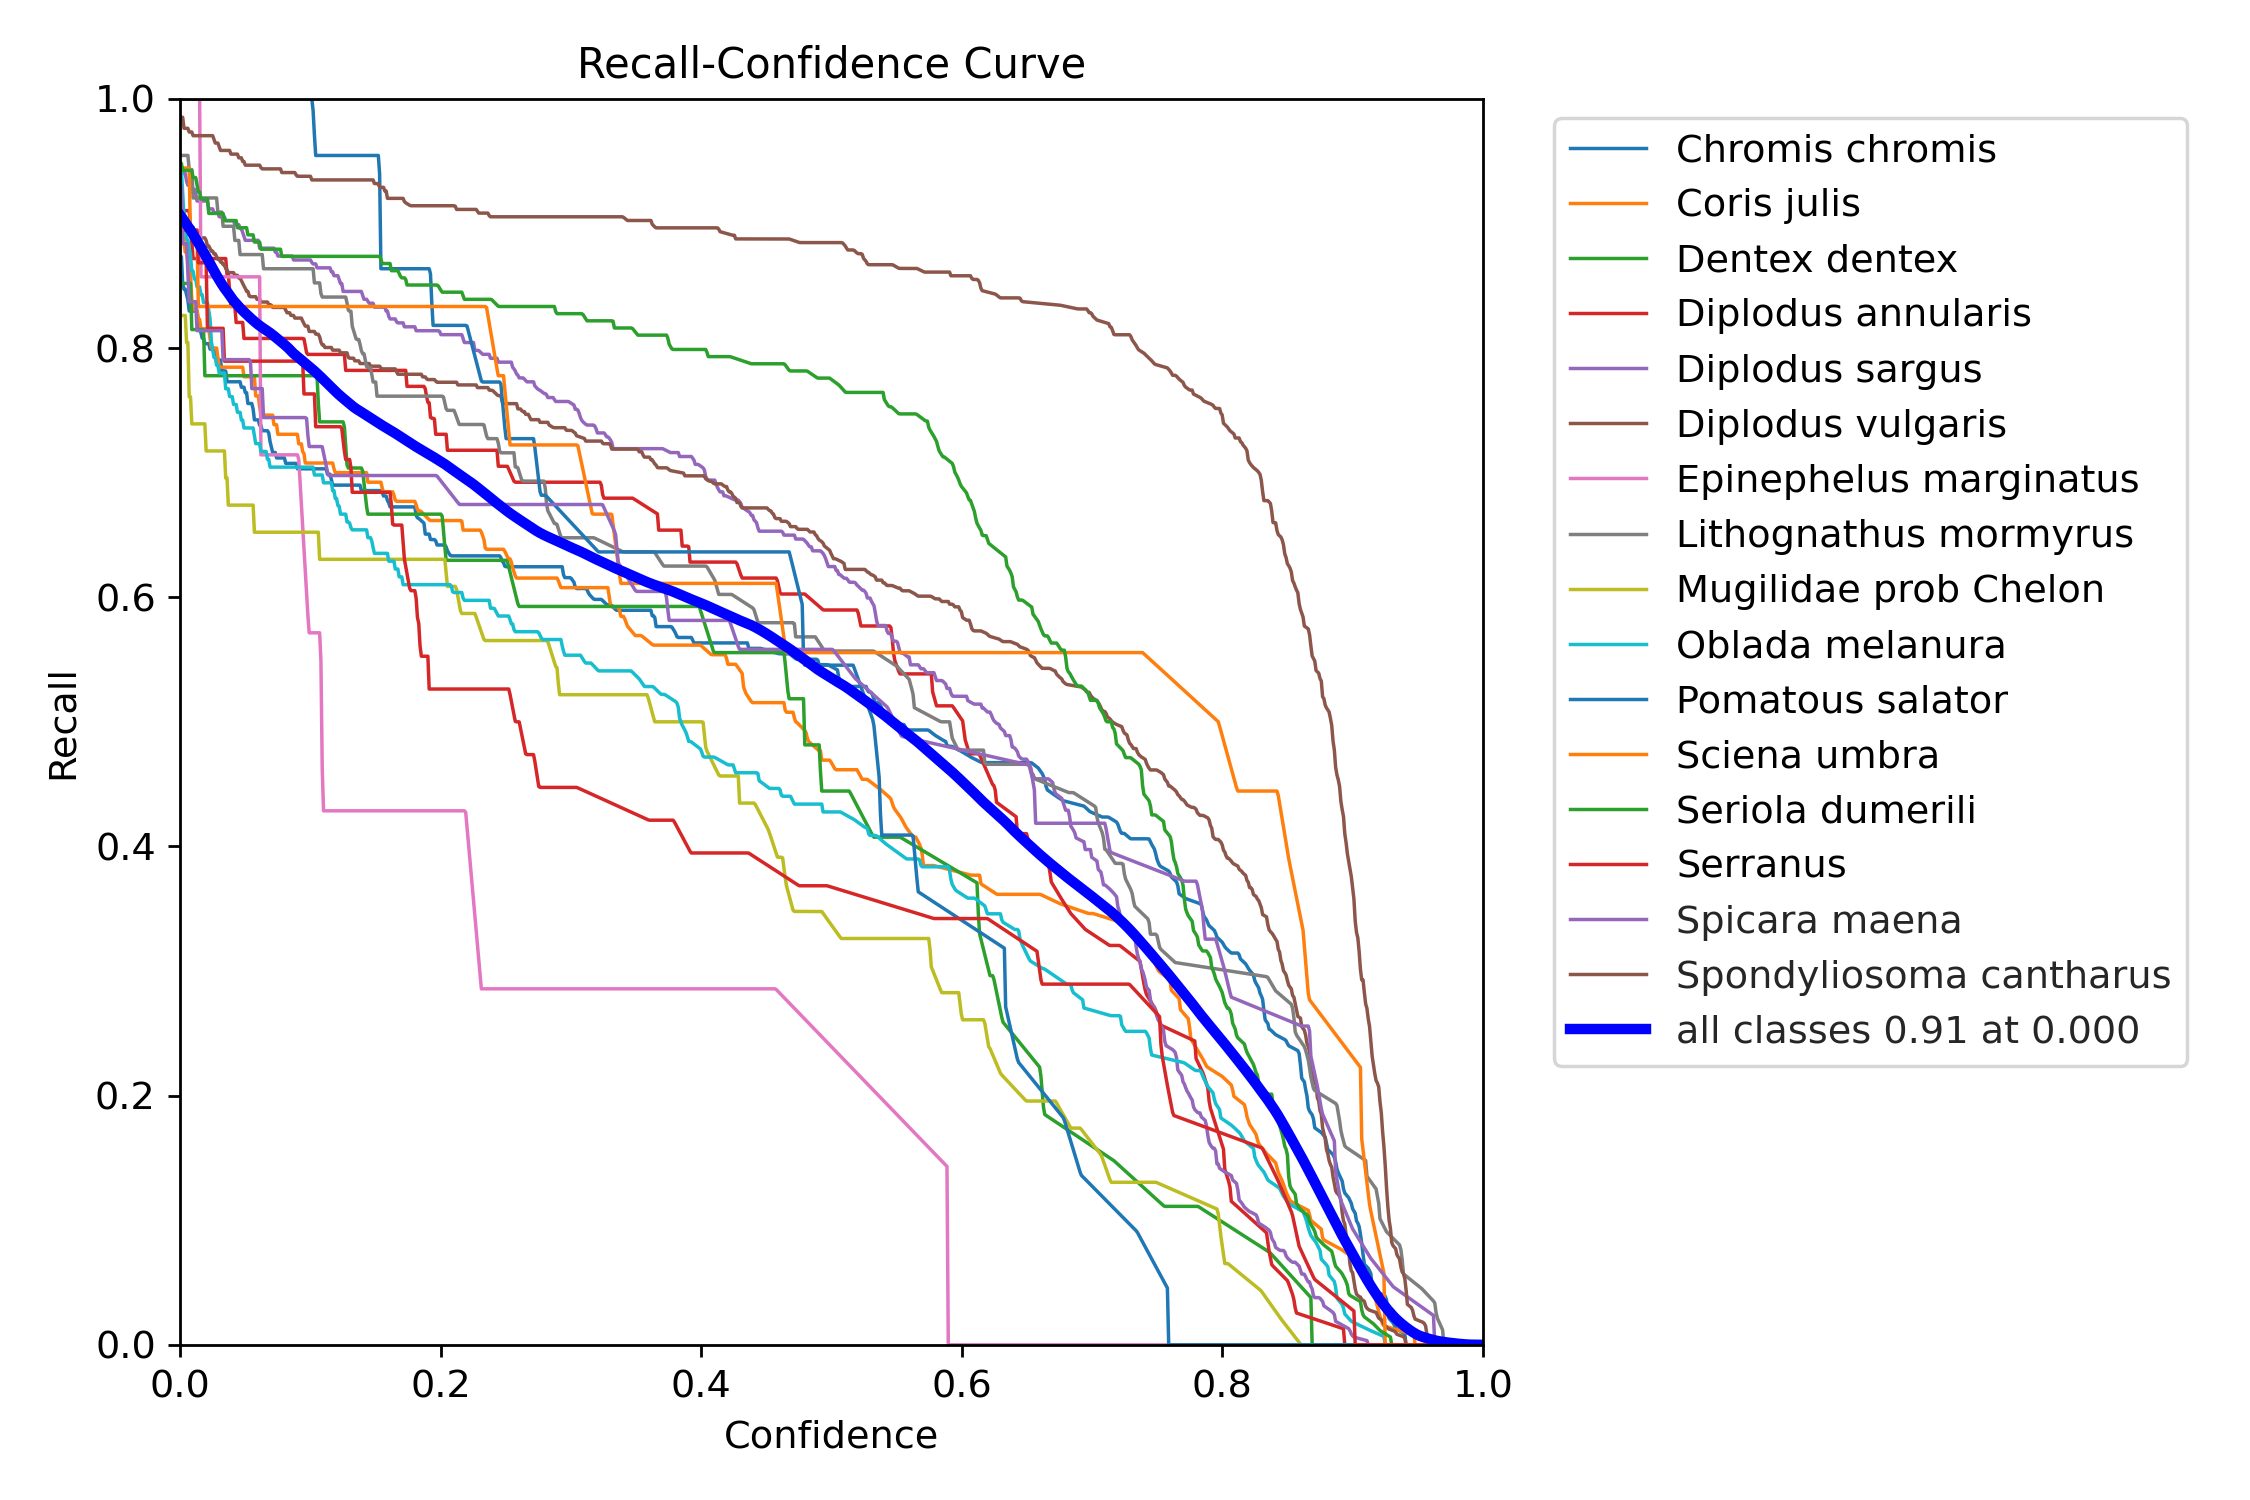 Recall-Confidence Curve
1.0
0.8
0.6
0.4
0.2
0.0
Recall
0.0 0.2 0.4 0.6 0.8 1.0
Confidence
Chromis chromis
Coris julis
Dentex dentex
Diplodus annularis
Diplodus sargus
Diplodus vulgaris
Epinephelus marginatus
Lithognathus mormyrus
Mugilidae prob Chelon
Oblada melanura
Pomatous salator
Sciena umbra
Seriola dumerili
Serranus
Spicara maena
Spondyliosoma cantharus
all classes 0.91 at 0.000